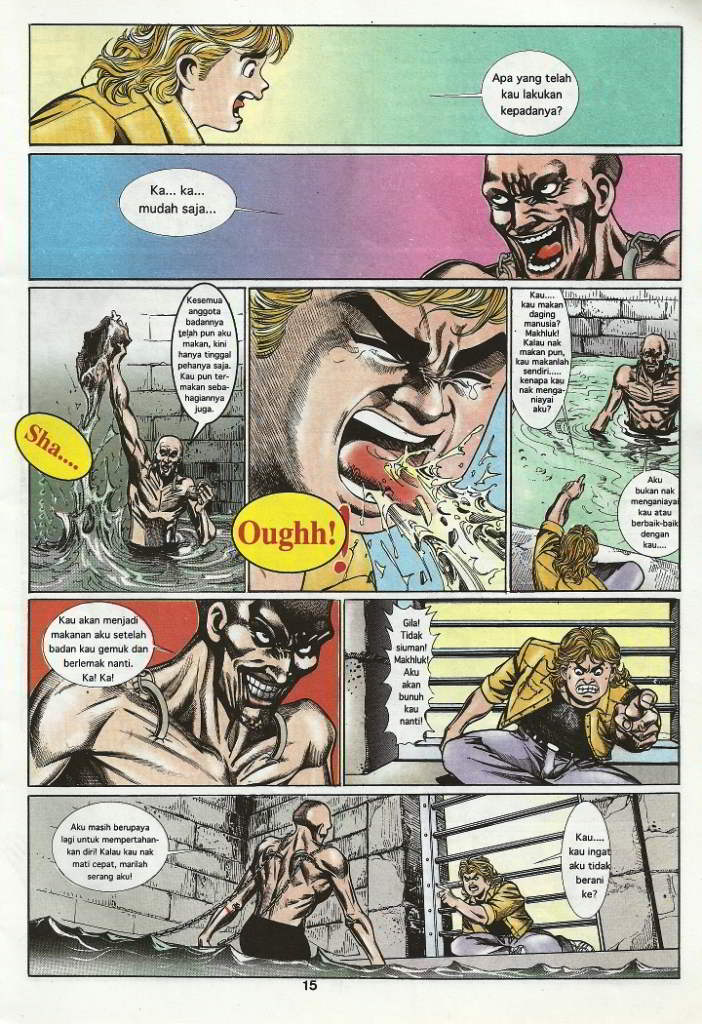 Apa yang telah
kau lakukan
kepadanya?
Ka... ka...
mudah saja...
Kesemua
anggota
badannya
telah pun aku
makan, kini
hanya tinggal
pehanya saja.
Kau pun ter-
makan seba-
hagiannya
juga.
Sha....
Oughh!
Kau....
kau makan
daging
manusia?
Makhluk!
Kalau nak
makan pun,
kau makanlah
sendiri.....
kenapa kau
nak menga-
niayai
aku?
Aku
bukan nak
menganiayai
kau atau
berbaik-baik
dengan
kau....
Kau akan menjadi
makanan aku setelah
badan kau gemuk dan
berlemak nanti.
Ka! Ka!
Gila!
Tidak
siuman!
Makhluk!
Aku
akan
bunuh
kau
nanti!
Aku masih berupaya
lagi untuk mempertahan-
kan diri! Kalau kau nak
mati cepat, marilah
serang aku!
Kau....
kau ingat
aku tidak
berani
ke?
15